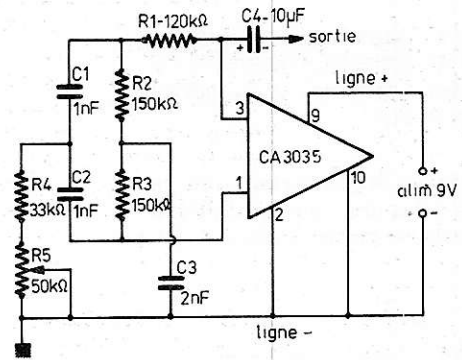 R1-120kΩ
C4-10µF
+ -
sortie
C1
1nF
R2
150kΩ
ligne +
3
9
CA3035
10
1
2
+
alim 9V
-
R4
33kΩ
C2
1nF
R3
150kΩ
R5
50kΩ
C3
2nF
ligne -